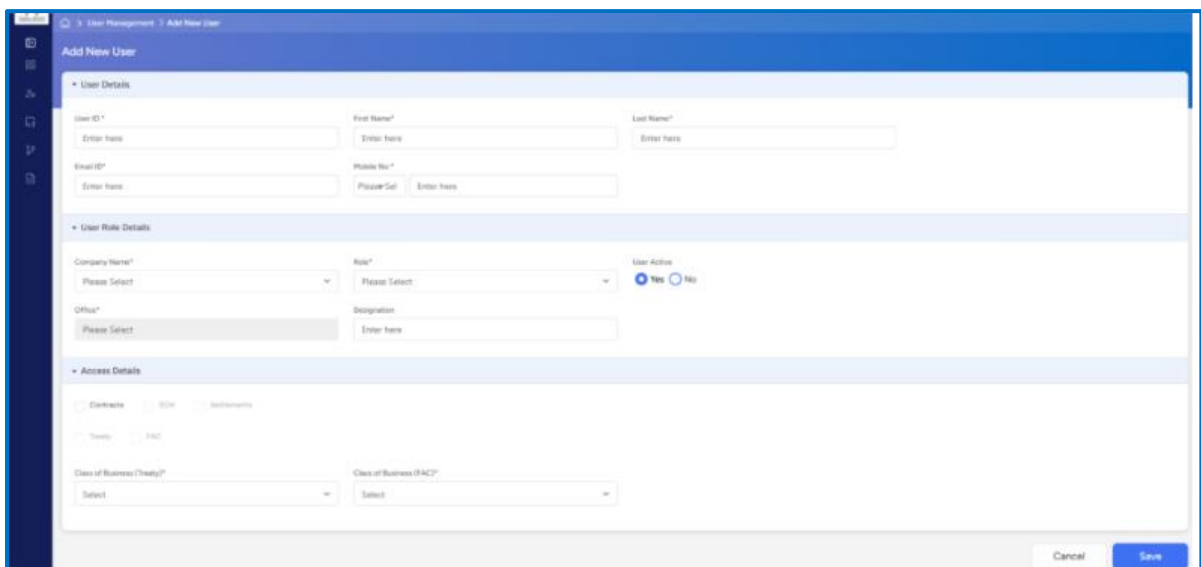 User Management > Add New User
Add New User
User Details
User ID *
First Name*
Last Name*
Enter here
Enter here
Enter here
Email ID*
Mobile No.*
Enter here
Please Sel
Enter here
User Role Details
Company Name*
Role*
User Active
Please Select
Please Select
Yes
No
Office*
Designation
Please Select
Enter here
Access Details
Contracts
Settlements
Treaty
FAC
Class of Business (Treaty)*
Class of Business (FAC)*
Select
Select
Cancel
Save